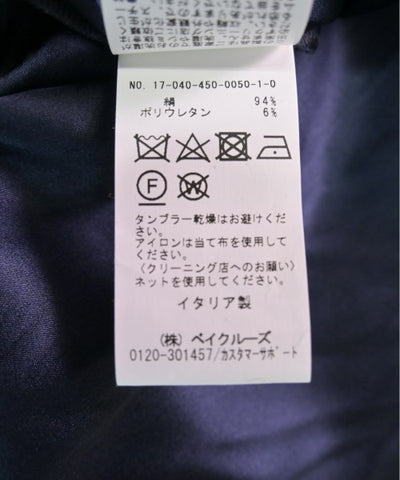 NO. 17-040-450-0050-1-0
絹 94%
ポリウレタン 6%
F W
タンブラー乾燥はお避けくだ
さい。
アイロンは当て布を使用して
ください。
〈クリーニング店へのお願い〉
ネットを使用してください。
イタリア製
(株) ベイクルーズ
0120-301457/カスタマーサポート